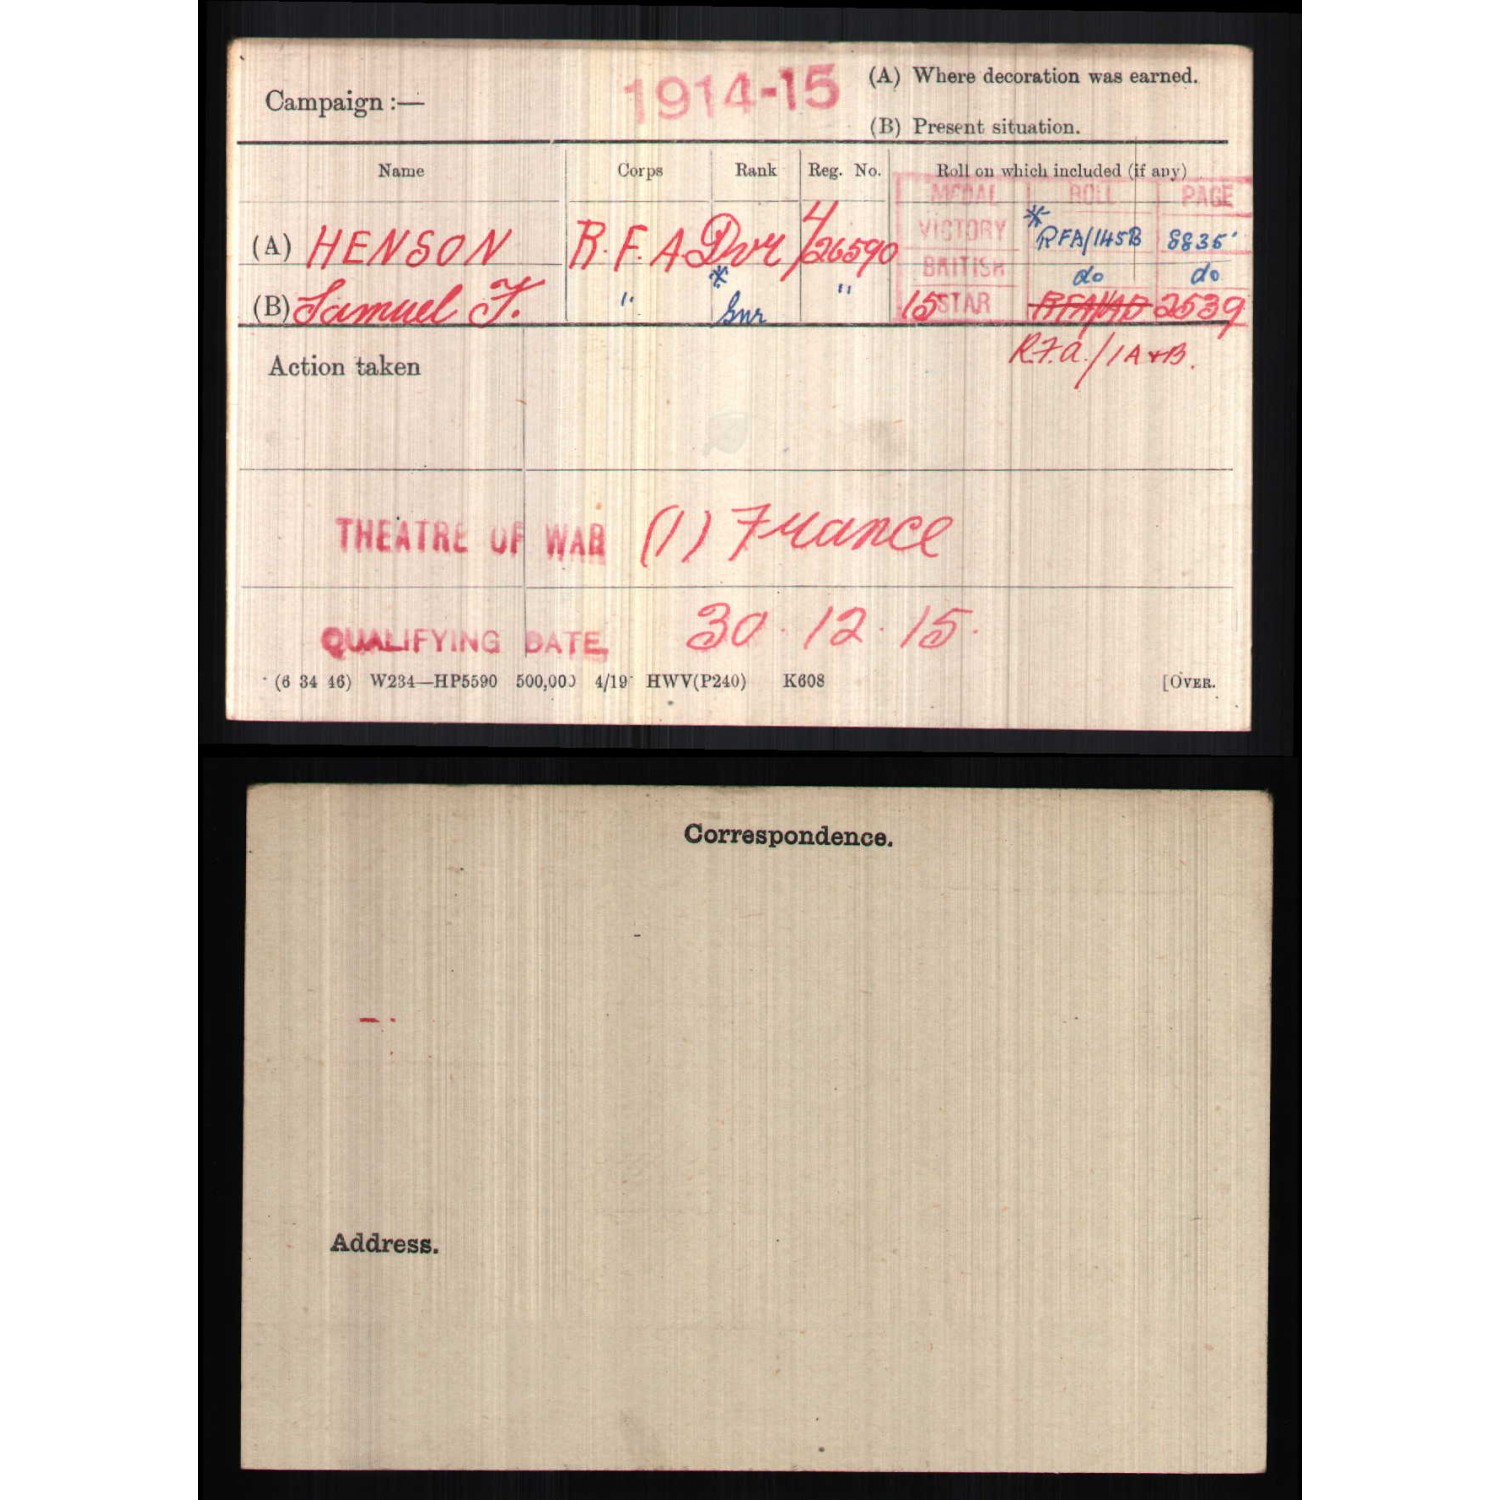 Campaign :— 1914-15 (A) Where decoration was earned.
(B) Present situation.
Name Corps Rank Reg. No. Roll on which included (if any)
MEDAL ROLL PAGE
(A) HENSON R.F.A Dvr 4/26590 VICTORY * RFA/145B 8835
BRITISH do do
(B) Samuel F. " * Gnr " 15 STAR RFA/1AB 2539
R.F.A./1A+B.
Action taken
THEATRE OF WAR (1) France
QUALIFYING DATE 30.12.15.
(6 34 46) W234—HP5590 500,000 4/19 HWV(P240) K608 [OVER.
Correspondence.
Address.